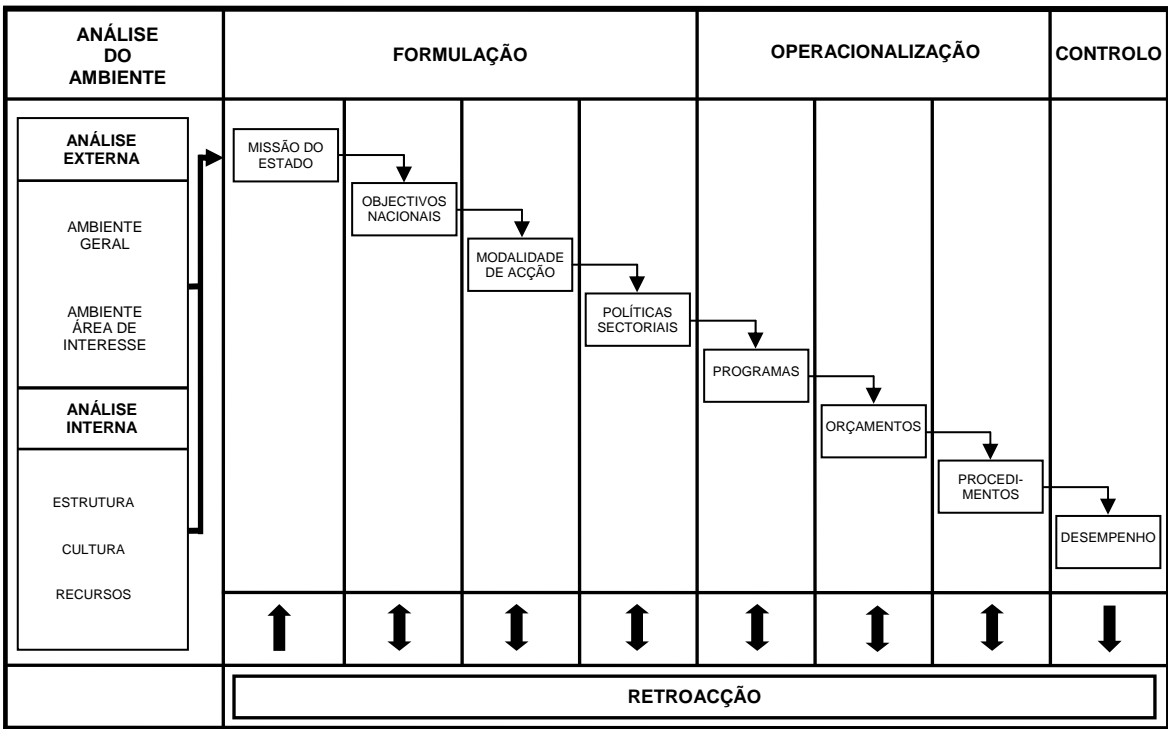 ANÁLISE
DO
AMBIENTE
FORMULAÇÃO
OPERACIONALIZAÇÃO
CONTROLO
ANÁLISE
EXTERNA
AMBIENTE
GERAL
AMBIENTE
ÁREA DE
INTERESSE
ANÁLISE
INTERNA
ESTRUTURA
CULTURA
RECURSOS
MISSÃO DO
ESTADO
OBJECTIVOS
NACIONAIS
MODALIDADE
DE ACÇÃO
POLÍTICAS
SECTORIAIS
PROGRAMAS
ORÇAMENTOS
PROCEDI-
MENTOS
DESEMPENHO
RETROACÇÃO